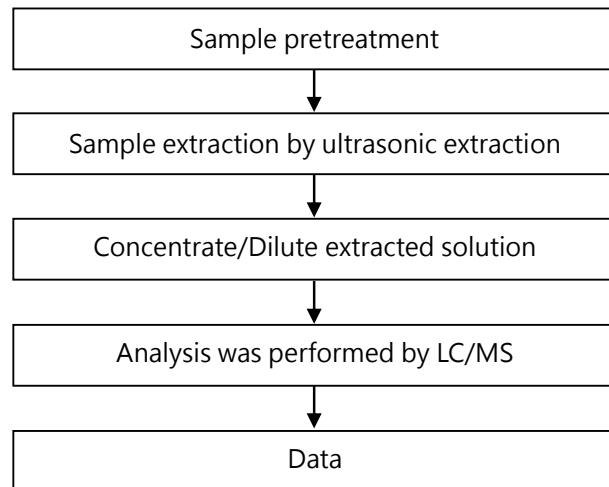 Sample pretreatment
Sample extraction by ultrasonic extraction
Concentrate/Dilute extracted solution
Analysis was performed by LC/MS
Data